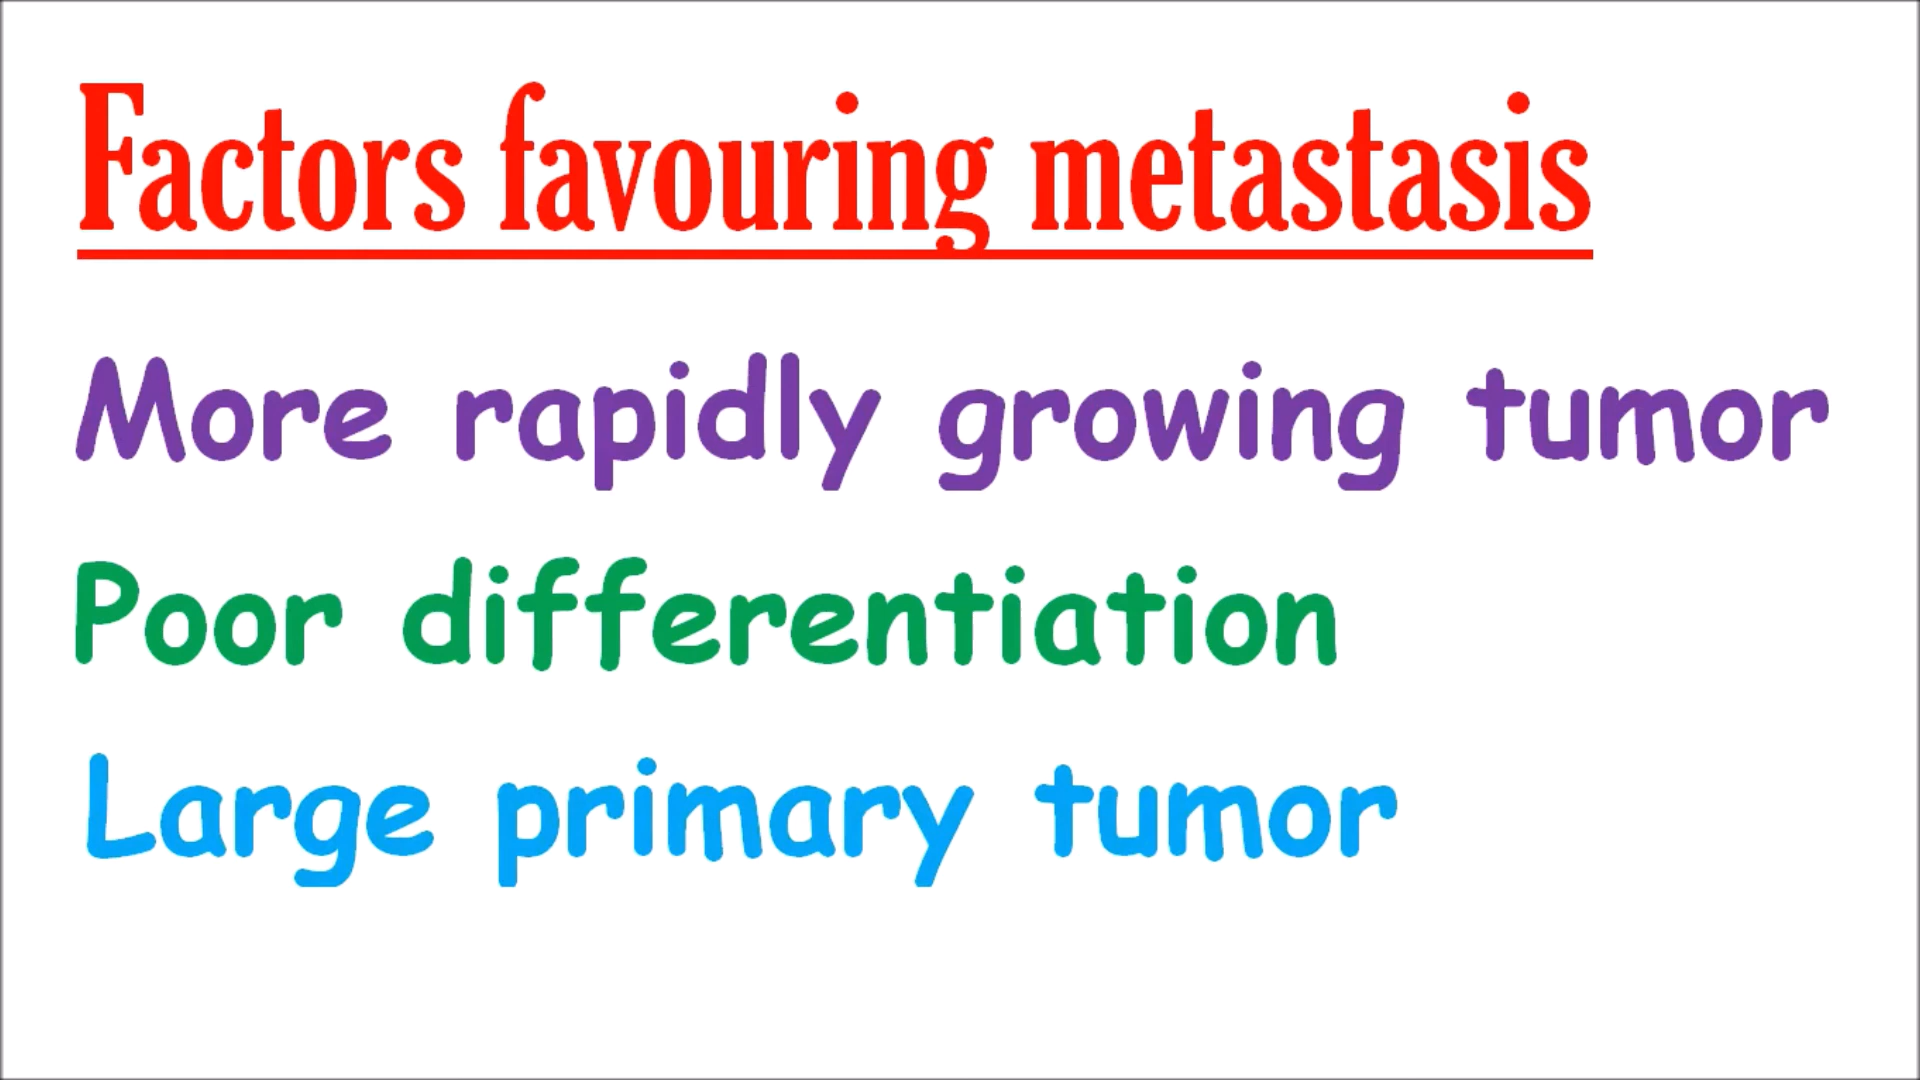 Factors favouring metastasis
More rapidly growing tumor
Poor differentiation
Large primary tumor